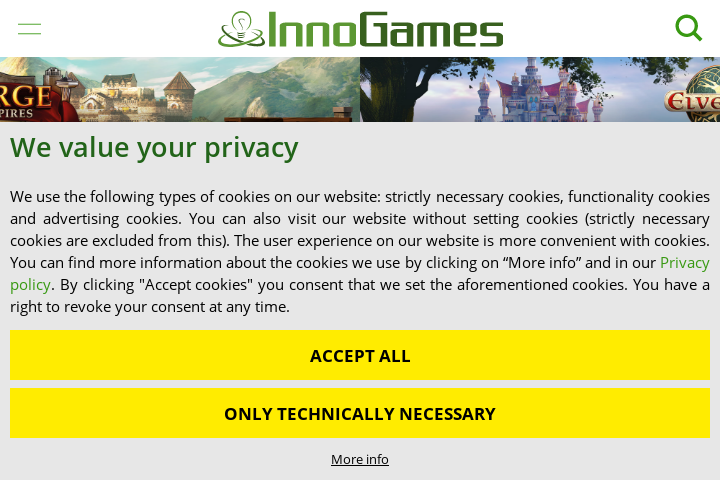 InnoGames
RGE
PIRES
ELVE
We value your privacy
We use the following types of cookies on our website: strictly necessary cookies, functionality cookies
and advertising cookies. You can also visit our website without setting cookies (strictly necessary
cookies are excluded from this). The user experience on our website is more convenient with cookies.
You can find more information about the cookies we use by clicking on “More info” and in our Privacy
policy. By clicking "Accept cookies" you consent that we set the aforementioned cookies. You have a
right to revoke your consent at any time.
ACCEPT ALL
ONLY TECHNICALLY NECESSARY
More info